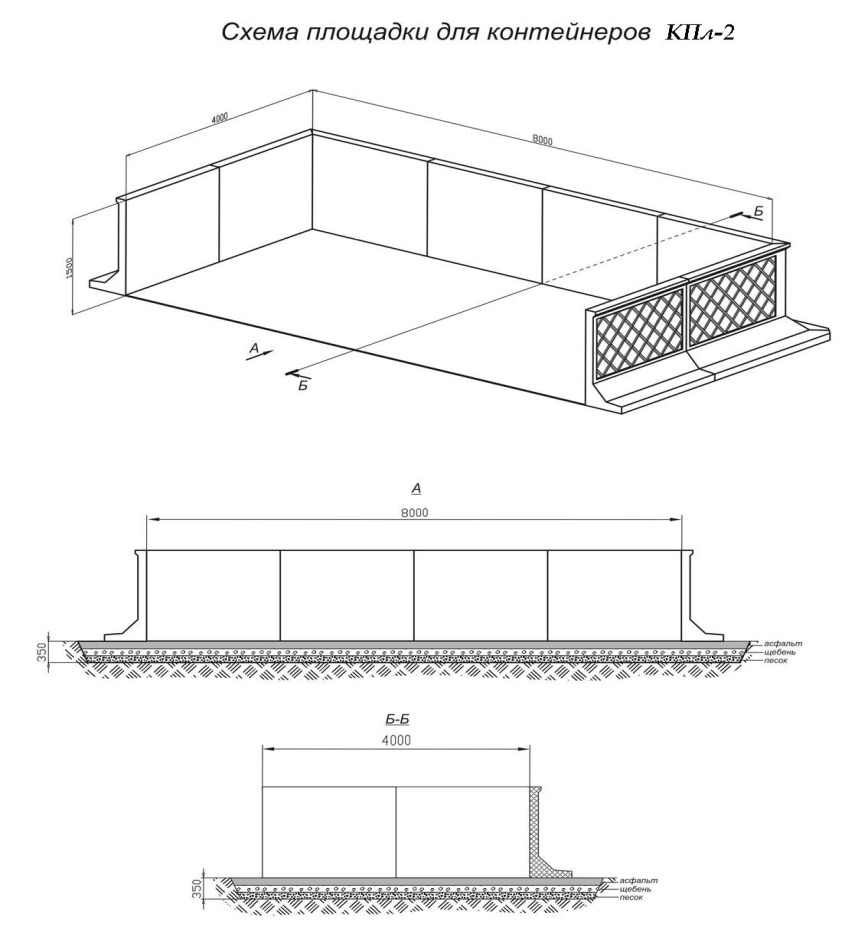 Схема площадки для контейнеров КПл-2
4000
8000
1500
Б
А
Б
А
8000
350
асфальт
щебень
песок
Б-Б
4000
350
асфальт
щебень
песок